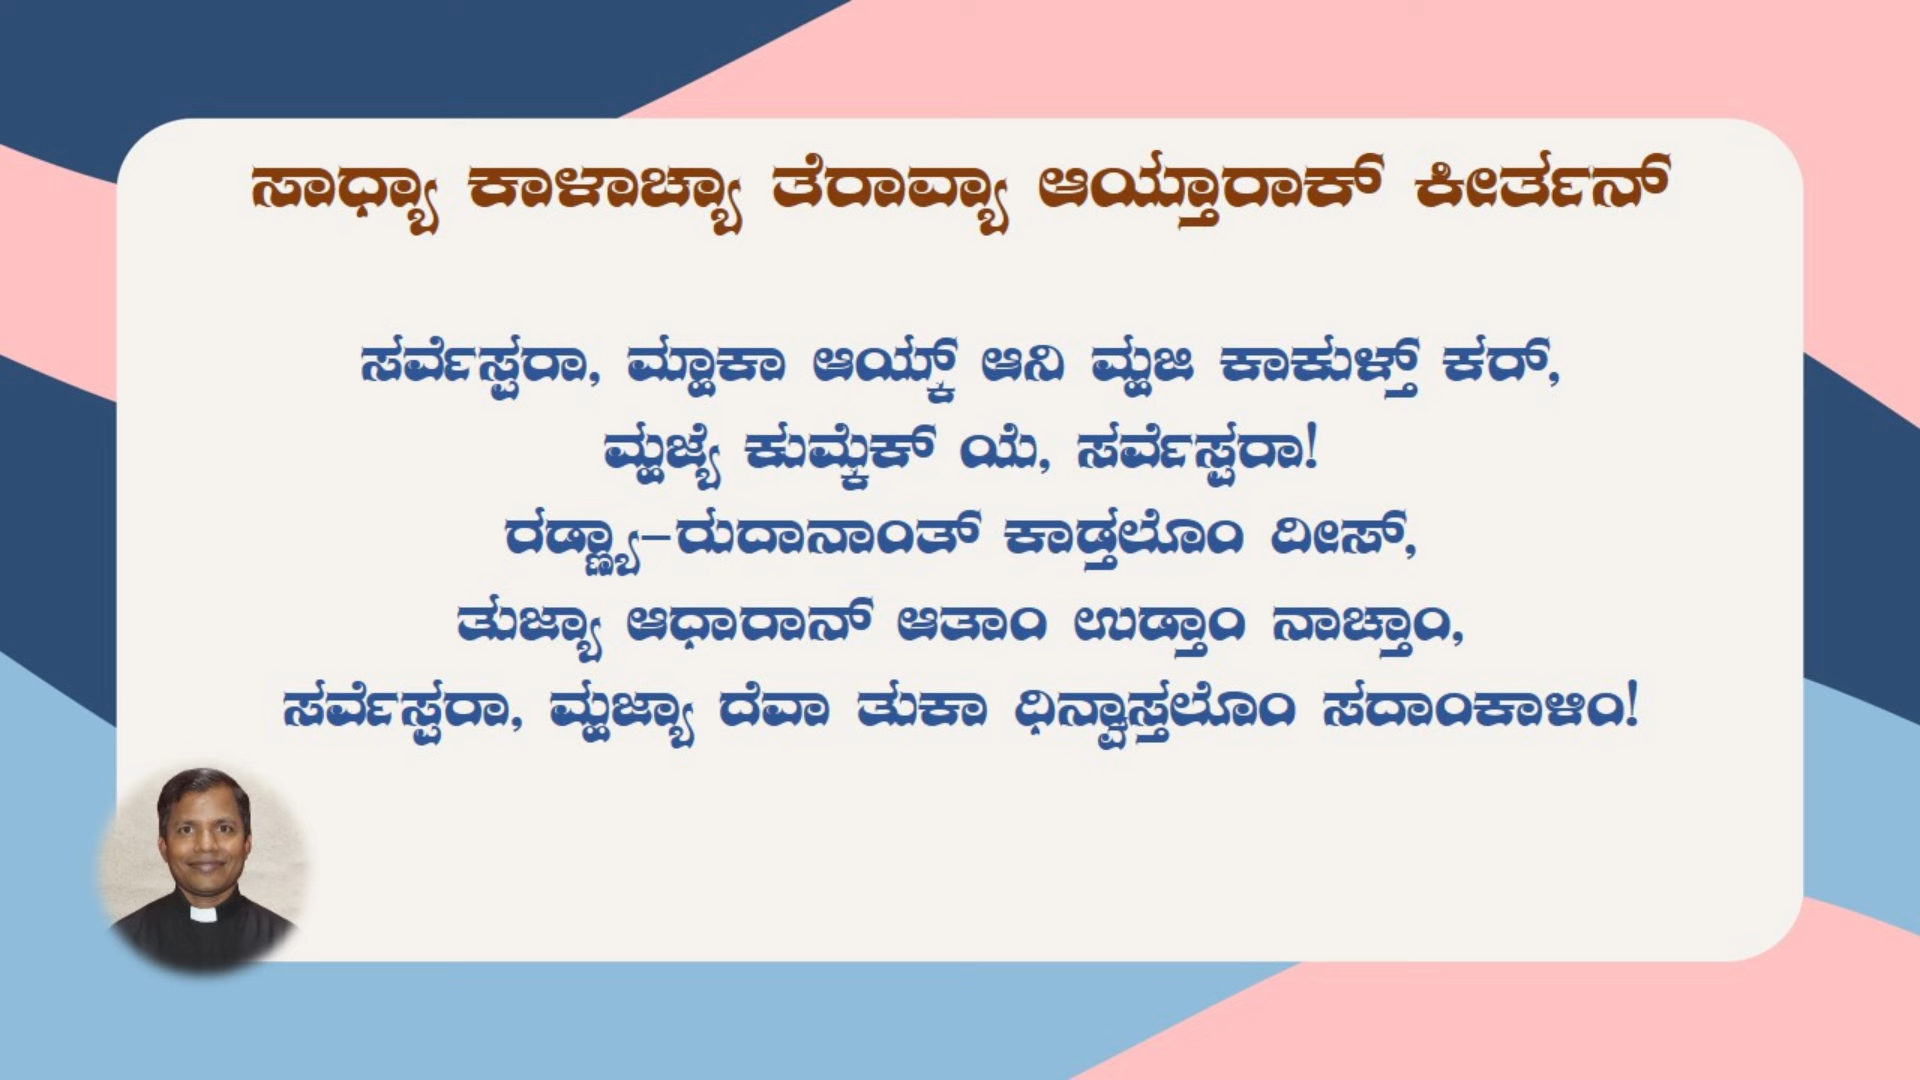 ಸಾಧ್ಯಾ ಕಾಳಾಚ್ಯಾ ತೆರಾವ್ಯಾ ಆಯ್ತಾರಾಕ್ ಕೀರ್ತನ್
ಸರ್ವೆಸ್ಪರಾ, ಮ್ಹಾಕಾ ಆಯ್ಕ್ ಆನಿ ಮ್ಹಜಿ ಕಾಕುಳ್ತ್ ಕರ್,
ಮ್ಹಜ್ಯೆ ಕುಮ್ಕೆಕ್ ಯೆ, ಸರ್ವೆಸ್ಪರಾ!
ರಡ್ಣ್ಯಾ-ರುದಾನಾಂತ್ ಕಾಡ್ತಲೊಂ ದೀಸ್,
ತುಜ್ಯಾ ಆಧಾರಾನ್ ಆತಾಂ ಉಡ್ತಾಂ ನಾಚ್ತಾಂ,
ಸರ್ವೆಸ್ಪರಾ, ಮ್ಹಜ್ಯಾ ದೆವಾ ತುಕಾ ಧಿನ್ವಾಸ್ತಲೊಂ ಸದಾಂಕಾಳಿಂ!